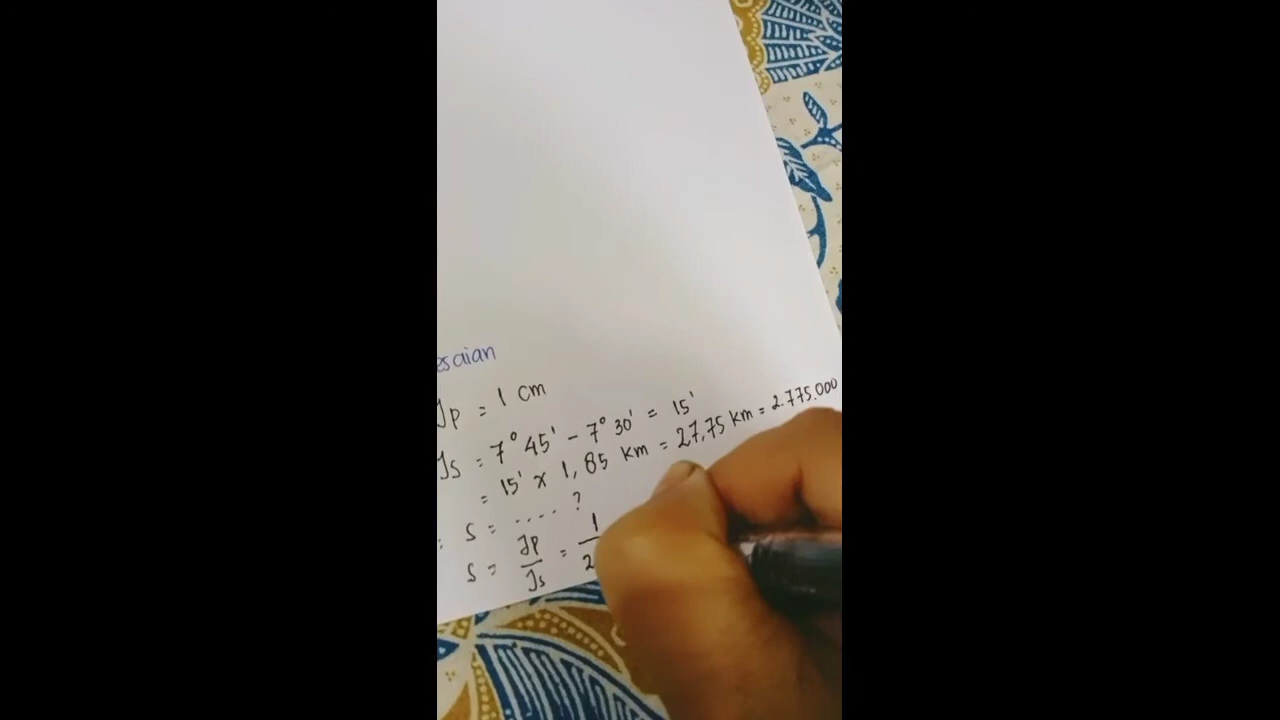 esaian
Jp = 1 cm
Js = 7° 45' - 7° 30' = 15'
= 15' x 1,85 km = 27,75 km = 2.775.000
: S = .... ?
S = Jp/Js = 1/2